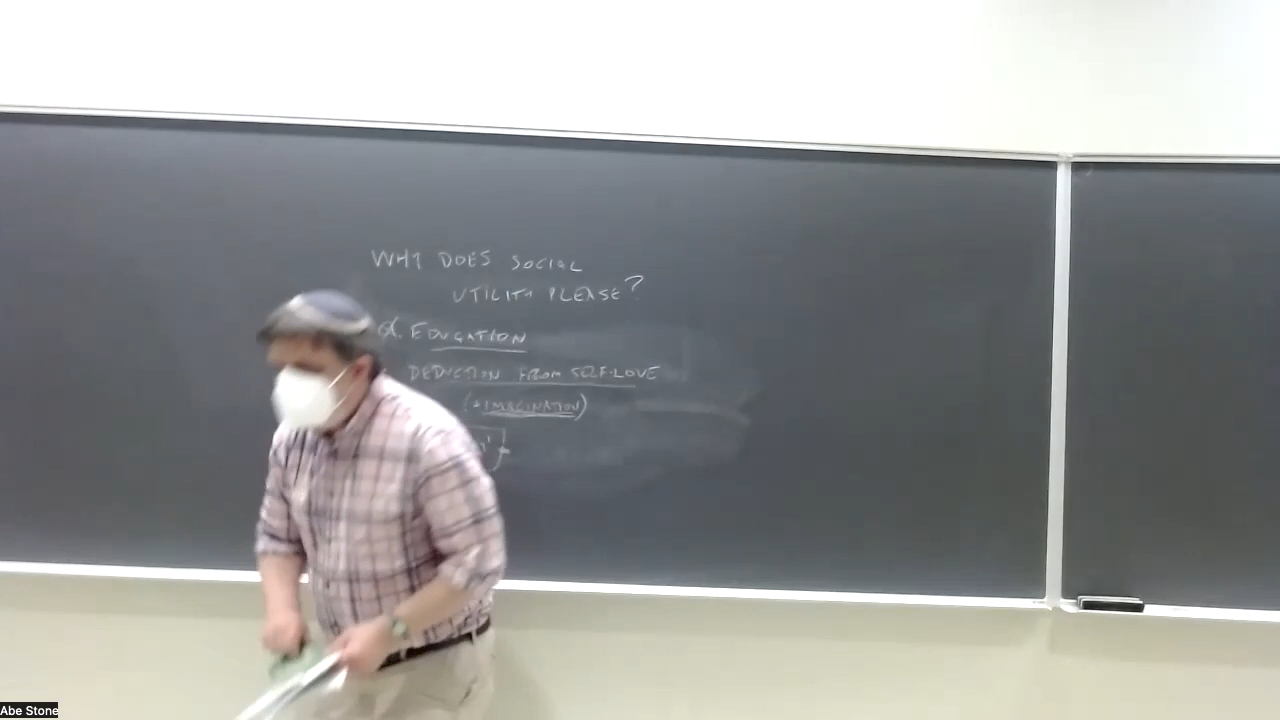 WHY DOES SOCIAL
UTILITY PLEASE?
α. EDUCATION
DEDUCTION FROM SELF-LOVE
(+IMAGINATION)
Abe Stone